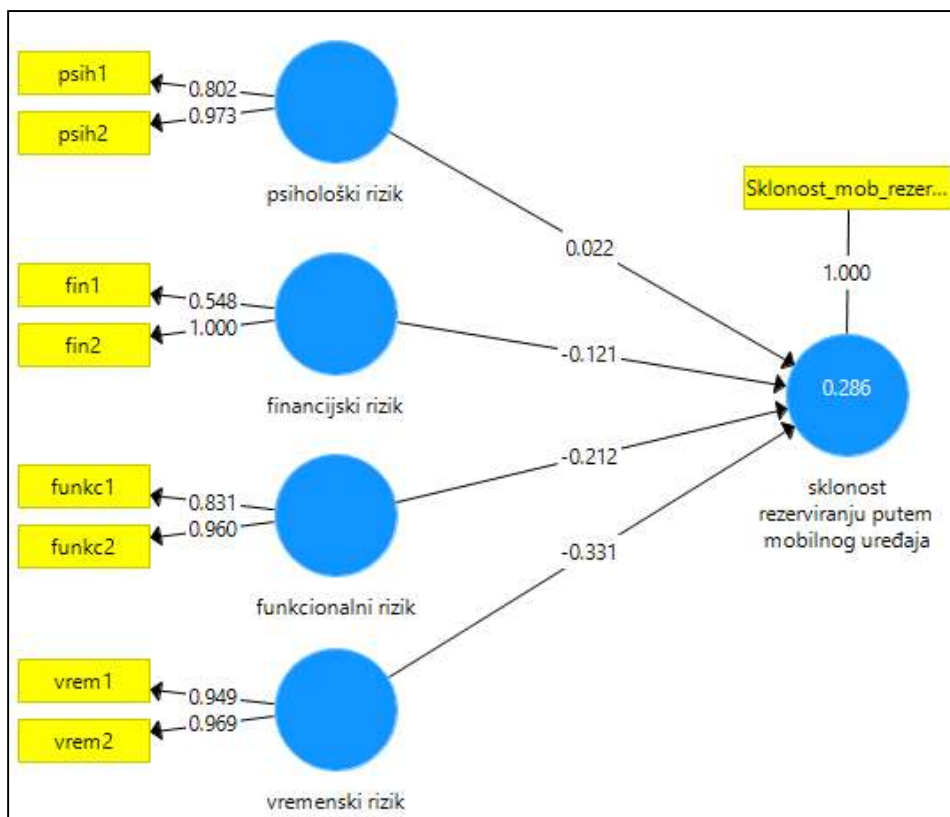 psih1
0.802
0.973
psih2
psihološki rizik
Sklonost_mob_rezer...
0.022
1.000
fin1
0.548
1.000
fin2
-0.121
financijski rizik
0.286
funkc1
0.831
0.960
funkc2
-0.212
sklonost
rezerviranju putem
mobilnog uređaja
funkcionalni rizik
-0.331
vrem1
0.949
0.969
vrem2
vremenski rizik